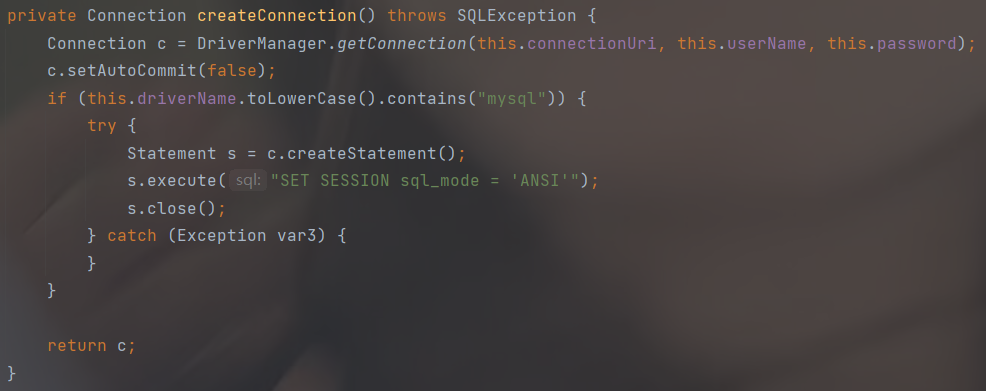 private Connection createConnection() throws SQLException {
    Connection c = DriverManager.getConnection(this.connectionUri, this.userName, this.password);
    c.setAutoCommit(false);
    if (this.driverName.toLowerCase().contains("mysql")) {
        try {
            Statement s = c.createStatement();
            s.execute( sql: "SET SESSION sql_mode = 'ANSI'");
            s.close();
        } catch (Exception var3) {
        }
    }
    return c;
}